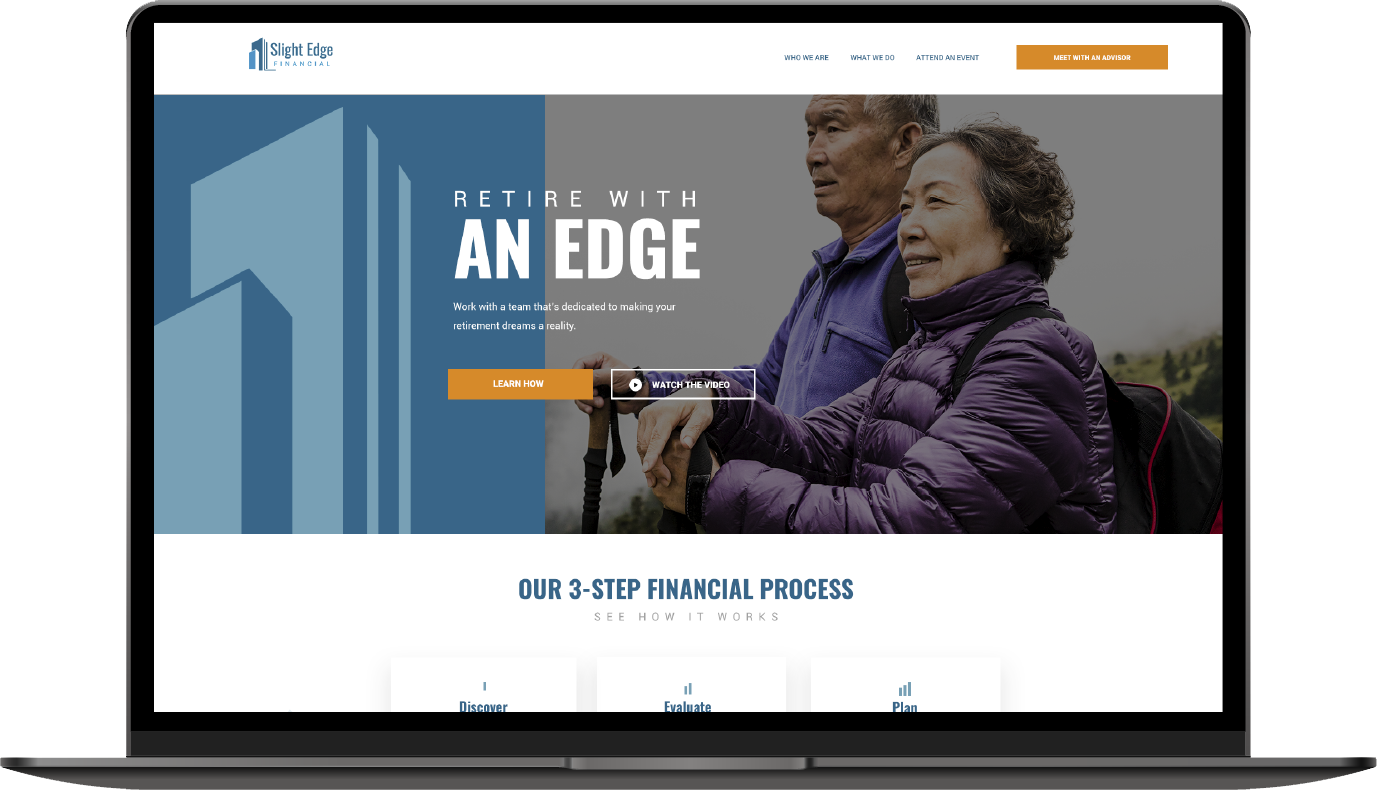 Slight Edge
FINANCIAL
WHO WE ARE
WHAT WE DO
ATTEND AN EVENT
MEET WITH AN ADVISOR
RETIRE WITH
AN EDGE
Work with a team that's dedicated to making your
retirement dreams a reality.
LEARN HOW
WATCH THE VIDEO
OUR 3-STEP FINANCIAL PROCESS
SEE HOW IT WORKS
Discover
Evaluate
Plan